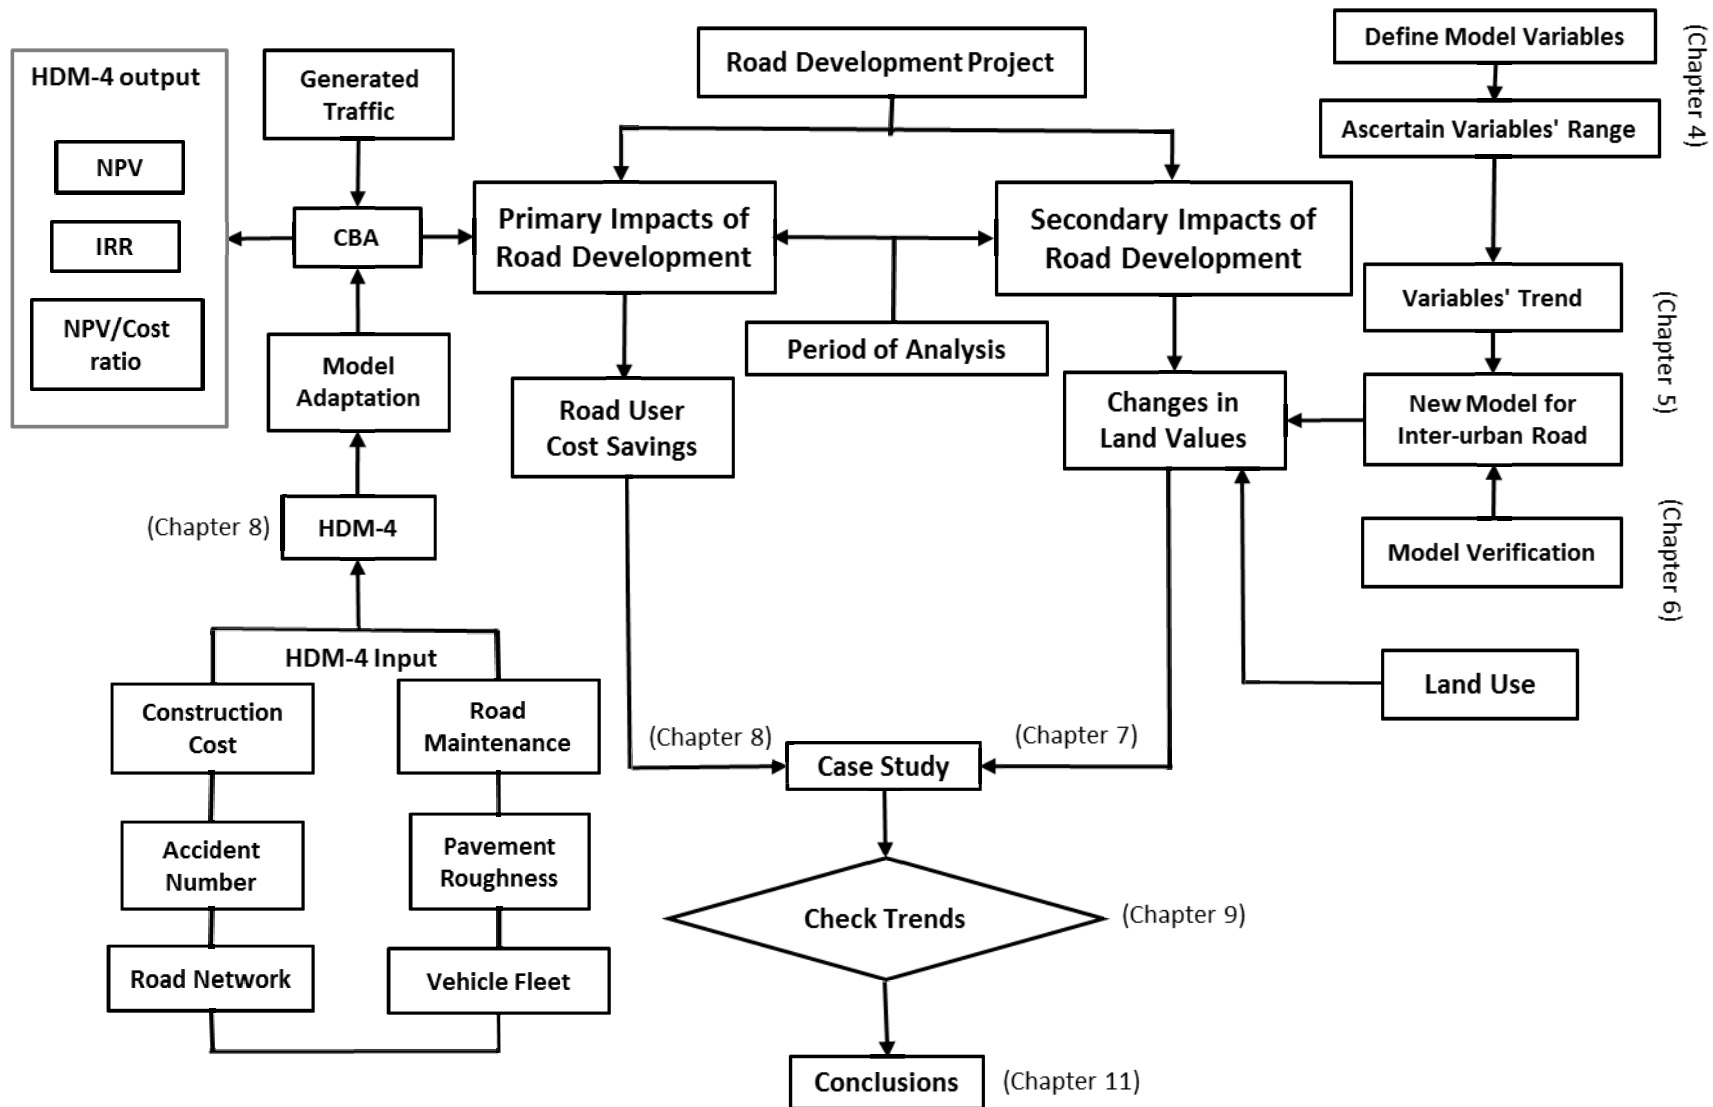 Road Development Project
Define Model Variables
(Chapter 4)
Ascertain Variables' Range
HDM-4 output
NPV
IRR
NPV/Cost
ratio
Generated
Traffic
CBA
Primary Impacts of
Road Development
Secondary Impacts of
Road Development
Variables' Trend
(Chapter 5)
Period of Analysis
Model
Adaptation
Road User
Cost Savings
Changes in
Land Values
New Model for
Inter-urban Road
(Chapter 8)
HDM-4
Model Verification
(Chapter 6)
HDM-4 Input
Construction
Cost
Road
Maintenance
Land Use
(Chapter 8)
(Chapter 7)
Case Study
Accident
Number
Pavement
Roughness
Check Trends
(Chapter 9)
Road Network
Vehicle Fleet
Conclusions
(Chapter 11)